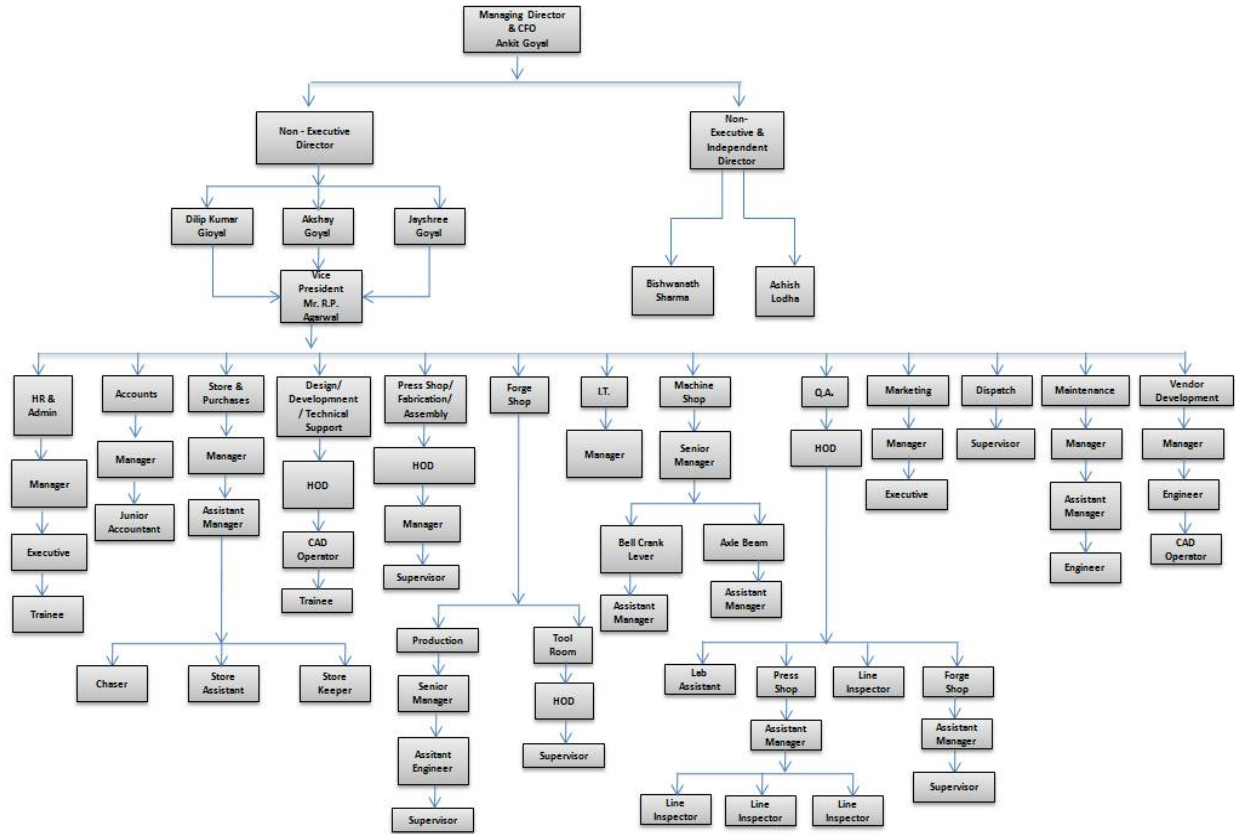 Managing Director
& CFO
Ankit Goyal
Non - Executive
Director
Non-
Executive &
Independent
Director
Dilip Kumar
Gioyal
Akshay
Goyal
Jayshree
Goyal
Vice
President
Mr. R.P.
Agarwal
Bishwanath
Sharma
Ashish
Lodha
HR &
Admin
Accounts
Store &
Purchases
Design/
Developmnent
/ Technical
Support
Press Shop/
Fabrication/
Assembly
Forge
Shop
I.T.
Machine
Shop
Q.A.
Marketing
Dispatch
Maintenance
Vendor
Development
Manager
Manager
Manager
HOD
HOD
Manager
Senior
Manager
HOD
Manager
Supervisor
Manager
Manager
Executive
Junior
Accountant
Assistant
Manager
CAD
Operator
Manager
Bell Crank
Lever
Axle Beam
Executive
Assistant
Manager
Engineer
Trainee
Trainee
Supervisor
Assistant
Manager
Assistant
Manager
Engineer
CAD
Operator
Chaser
Store
Assistant
Store
Keeper
Production
Tool
Room
Lab
Assistant
Press
Shop
Line
Inspector
Forge
Shop
Senior
Manager
HOD
Assistant
Manager
Assistant
Manager
Assitant
Engineer
Supervisor
Supervisor
Supervisor
Line
Inspector
Line
Inspector
Line
Inspector